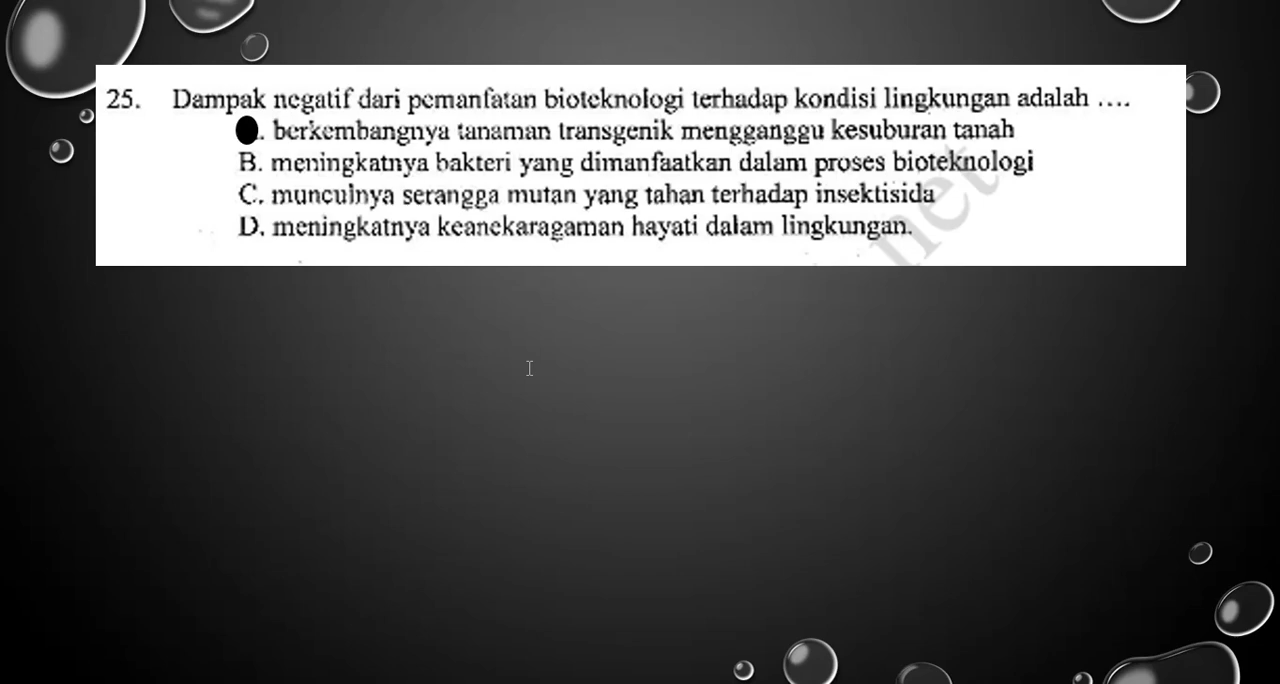 25. Dampak negatif dari pemanfatan bioteknologi terhadap kondisi lingkungan adalah ....
. berkembangnya tanaman transgenik mengganggu kesuburan tanah
B. meningkatnya bakteri yang dimanfaatkan dalam proses bioteknologi
C. munculnya serangga mutan yang tahan terhadap insektisida
D. meningkatnya keanekaragaman hayati dalam lingkungan.
net